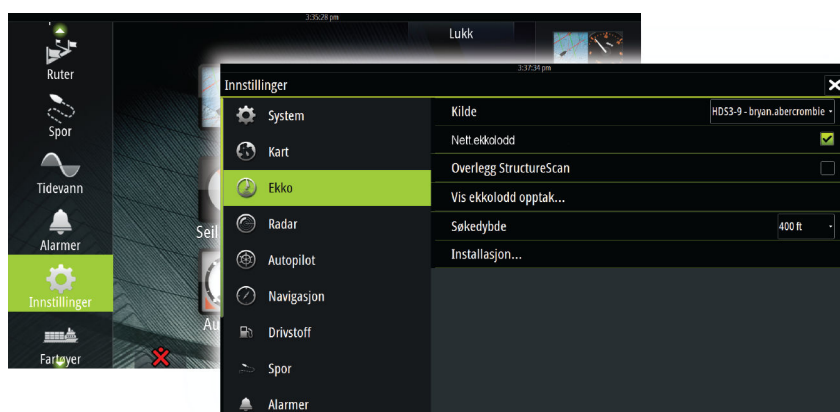 3:35:28 pm
Lukk
Ruter
Spor
Tidevann
Alarmer
Innstillinger
Fartøyer
Seil
Au
3:37:34 pm
Innstillinger
System
Kart
Ekko
Radar
Autopilot
Navigasjon
Drivstoff
Spor
Alarmer
Kilde
HDS3-9 - bryan.abercrombie
Nett.ekkolodd
Overlegg StructureScan
Vis ekkolodd opptak...
Søkedybde
400 ft
Installasjon...